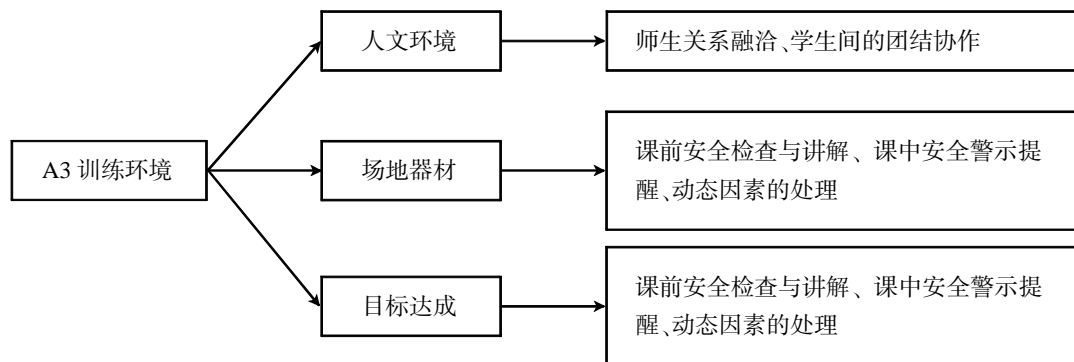 人文环境
师生关系融洽、学生间的团结协作
A3 训练环境
场地器材
课前安全检查与讲解、课中安全警示提
醒、动态因素的处理
目标达成
课前安全检查与讲解、课中安全警示提
醒、动态因素的处理